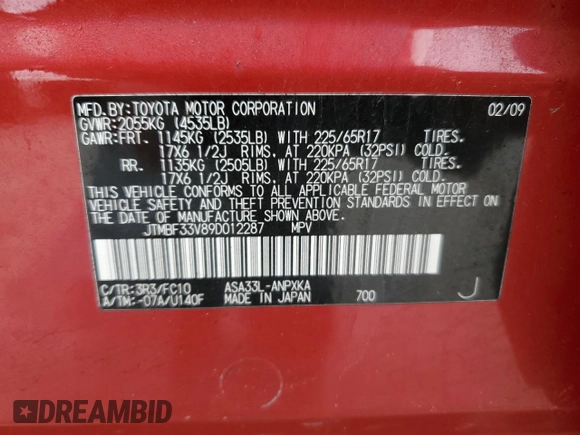 MFD.BY:TOYOTA MOTOR CORPORATION 02/09
GVWR:2055KG (4535LB)
GAWR:FRT. 1145KG (2535LB) WITH 225/65R17 TIRES.
17X6 1/2J RIMS. AT 220KPA (32PSI) COLD.
RR. 1135KG (2505LB) WITH 225/65R17 TIRES.
17X6 1/2J RIMS. AT 220KPA (32PSI) COLD.
THIS VEHICLE CONFORMS TO ALL APPLICABLE FEDERAL MOTOR
VEHICLE SAFETY AND THEFT PREVENTION STANDARDS IN EFFECT ON
THE DATE OF MANUFACTURE SHOWN ABOVE.
JTMBF33V89D012287 MPV
C/TR:3R3/FC10 ASA33L-ANPXKA
A/TM:-07A/U140F MADE IN JAPAN 700 J
DREAMBID